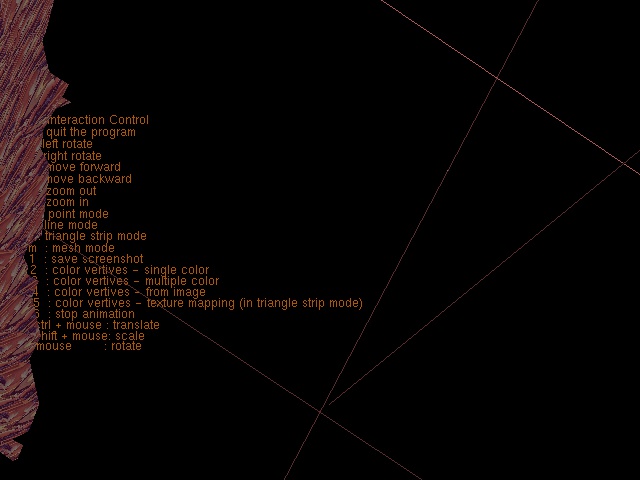 Interaction Control
quit the program
left rotate
right rotate
move forward
move backward
zoom out
zoom in
point mode
line mode
: triangle strip mode
m : mesh mode
1 : save screenshot
2 : color vertives - single color
: color vertives - multiple color
4 : color vertives - from image
5 : color vertives - texture mapping (in triangle strip mode)
: stop animation
ctrl + mouse : translate
shift + mouse: scale
mouse : rotate